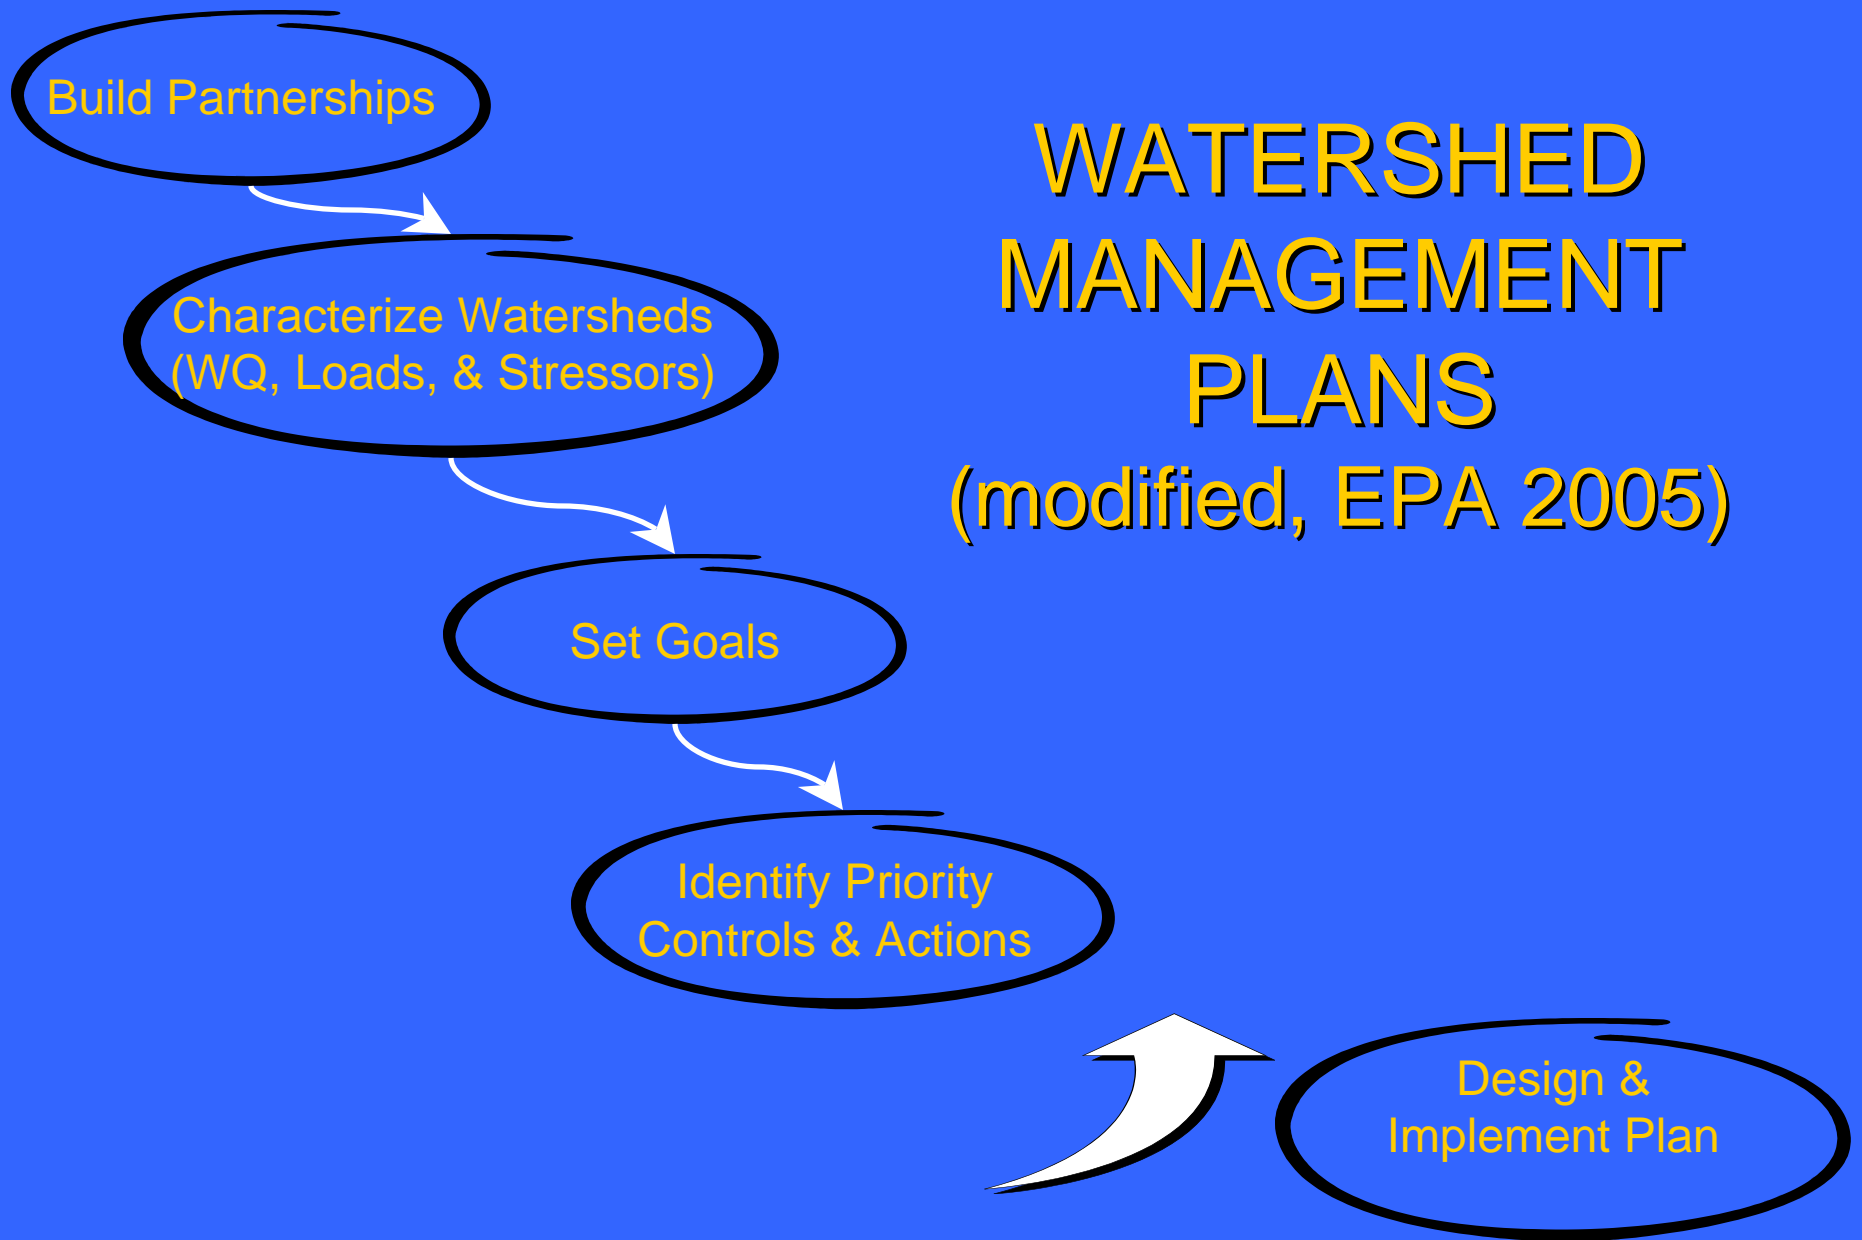 Build Partnerships
WATERSHED
MANAGEMENT
PLANS
(modified, EPA 2005)
Characterize Watersheds
(WQ, Loads, & Stressors)
Set Goals
Identify Priority
Controls & Actions
Design &
Implement Plan